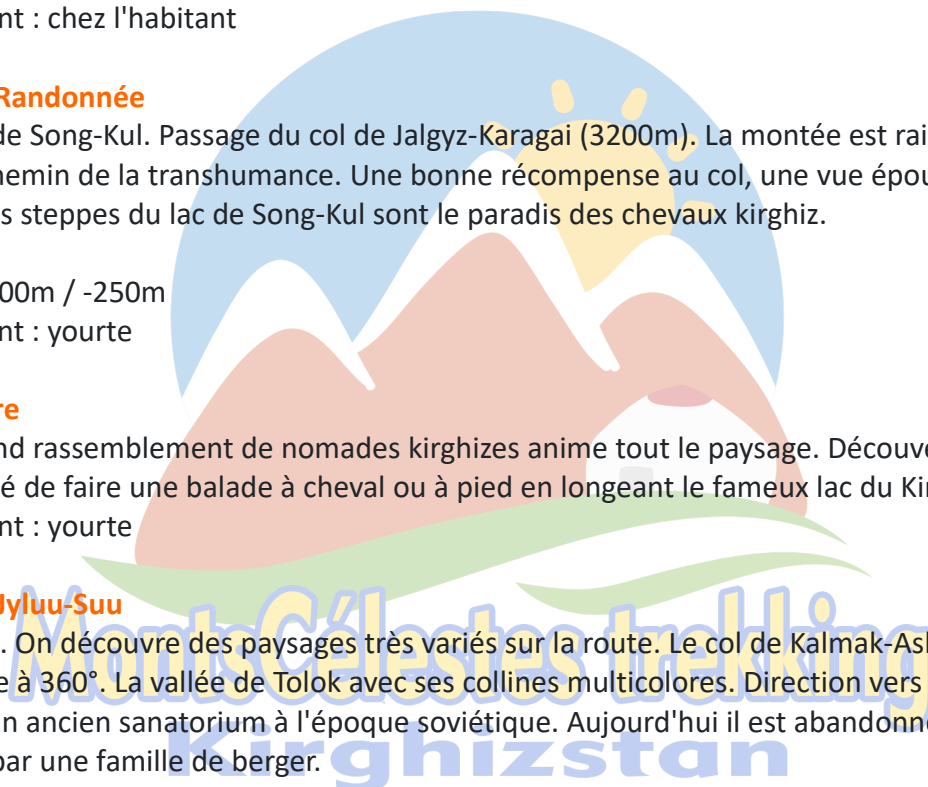 nt : chez l'habitant
Randonnée
de Song-Kul. Passage du col de Jalgyz-Karagai (3200m). La montée est rai
hemin de la transhumance. Une bonne récompense au col, une vue épou
s steppes du lac de Song-Kul sont le paradis des chevaux kirghiz.
00m / -250m
nt : yourte
re
nd rassemblement de nomades kirghizes anime tout le paysage. Découve
é de faire une balade à cheval ou à pied en longeant le fameux lac du Kir
nt : yourte
Jyluu-Suu
. On découvre des paysages très variés sur la route. Le col de Kalmak-Asl
e à 360°. La vallée de Tolok avec ses collines multicolores. Direction vers
n ancien sanatorium à l'époque soviétique. Aujourd'hui il est abandonne
par une famille de berger.
MontsCélestes trekking
Kirghizstan